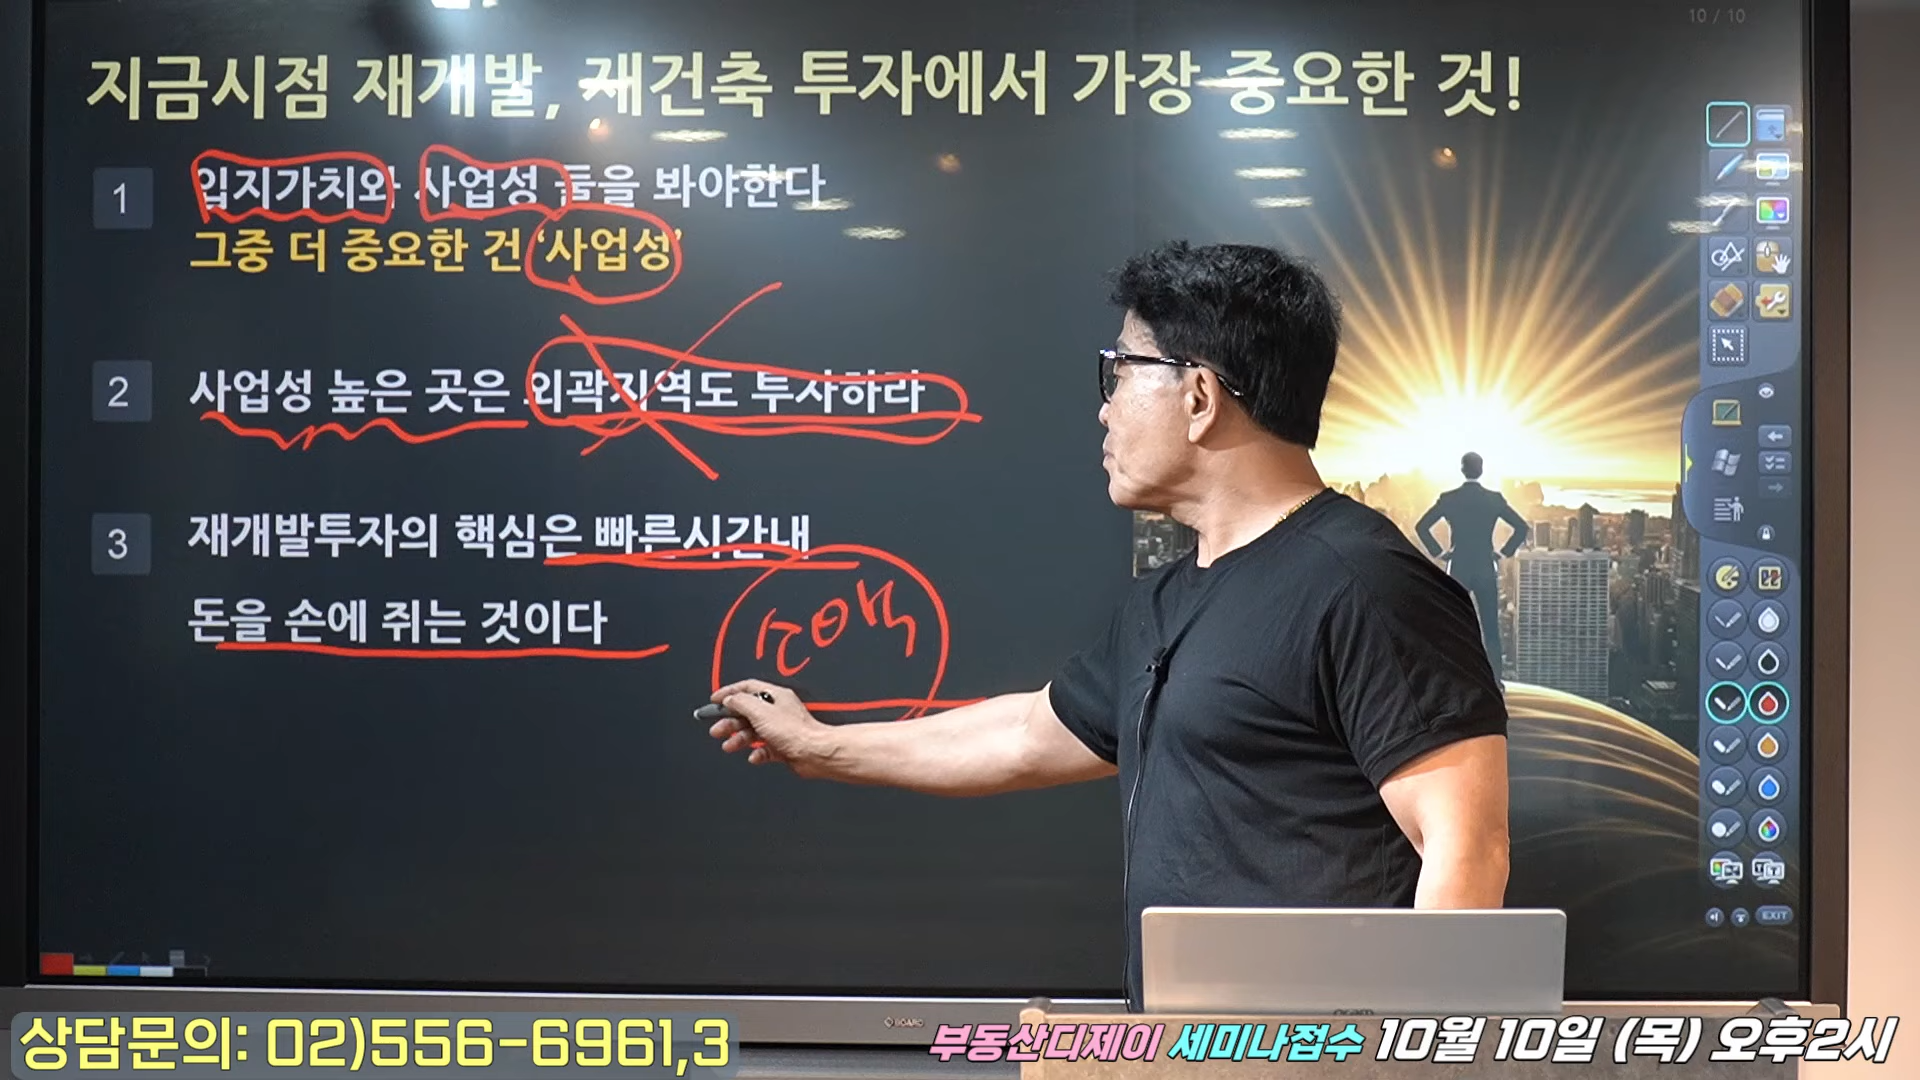 10 / 10
지금시점 재개발, 재건축 투자에서 가장 중요한 것!
1
입지가치와 사업성 둘을 봐야한다
그중 더 중요한 건 '사업성'
2
사업성 높은 곳은 외곽지역도 투자하라
3
재개발투자의 핵심은 빠른시간내
돈을 손에 쥐는 것이다
소액
EXIT
상담문의: 02)556-6961,3
부동산디제이 세미나접수 10월 10일 (목) 오후2시